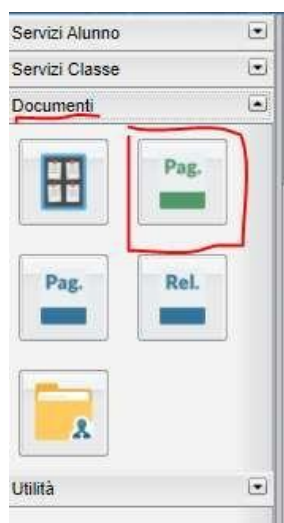 Servizi Alunno
Servizi Classe
Documenti
Pag.
Pag. Rel.
Utilità